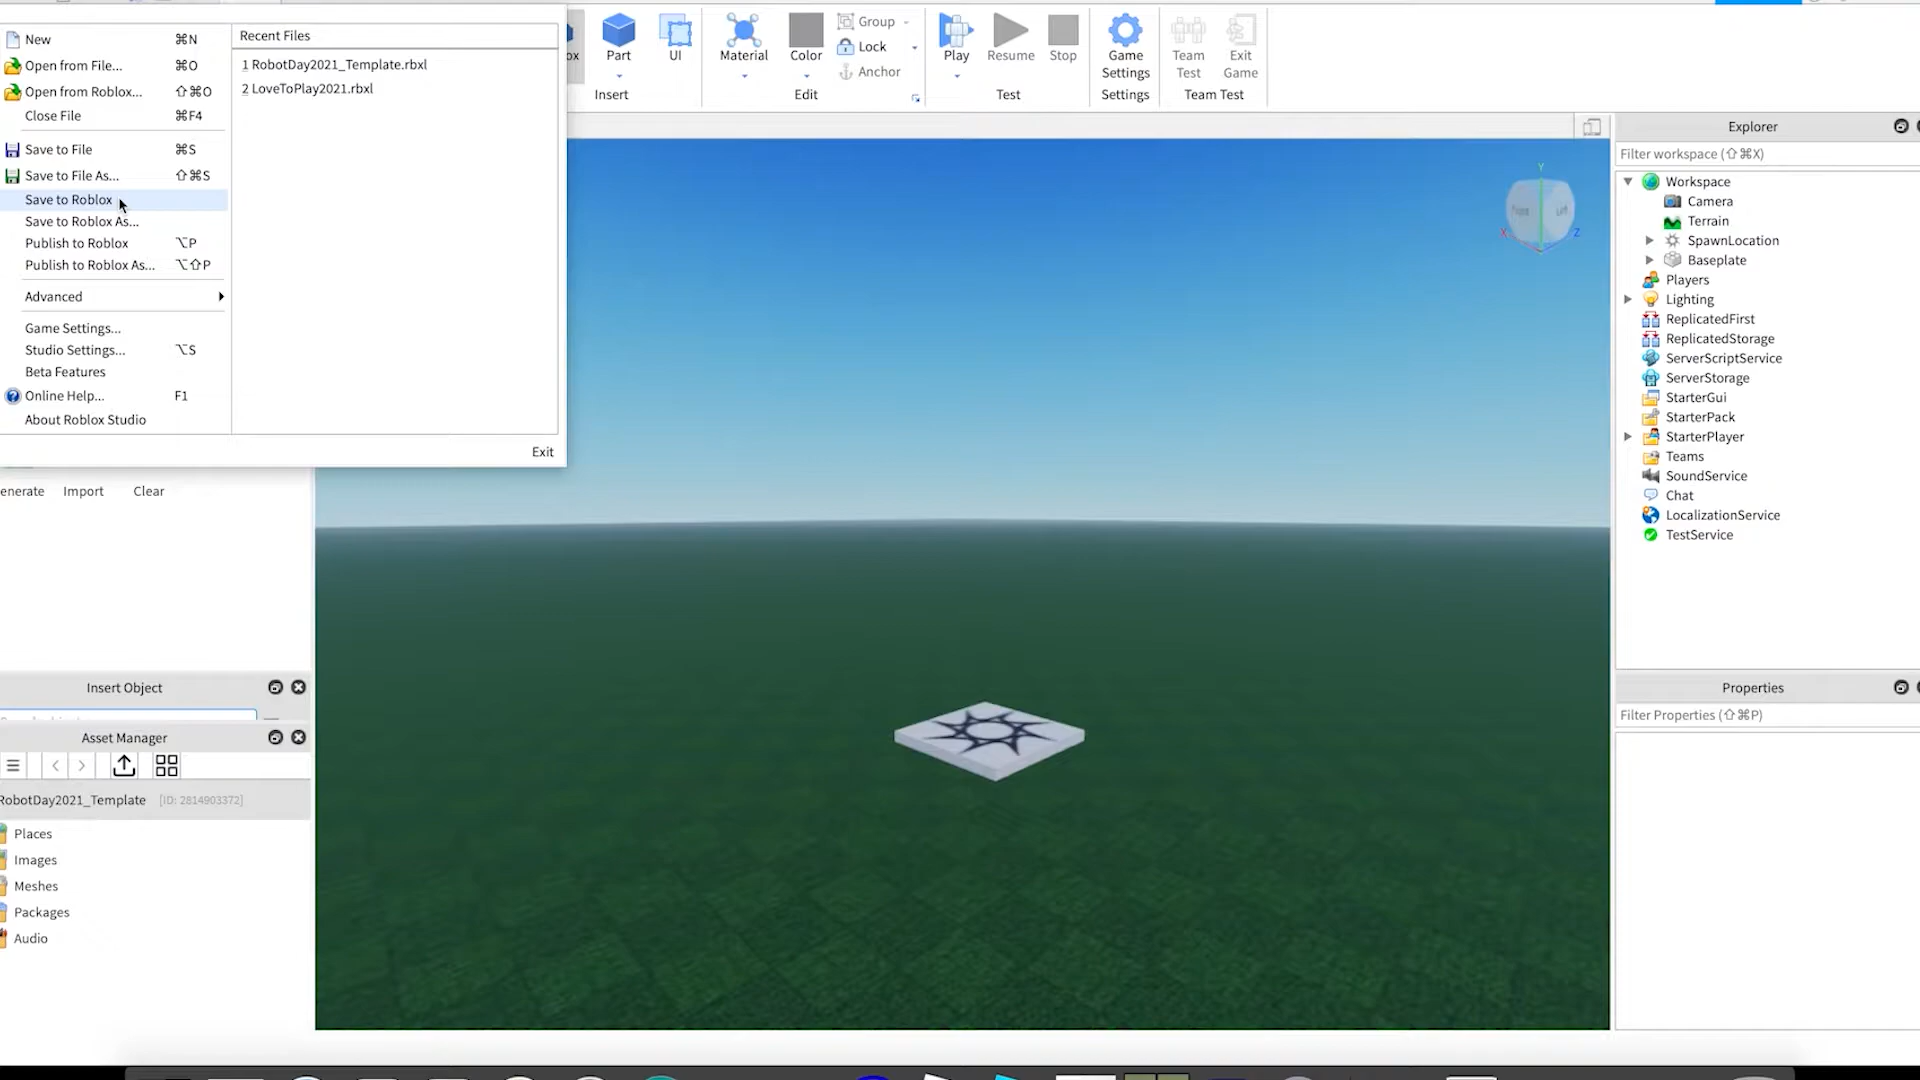 New ⌘N
Open from File... ⌘O
Open from Roblox... ⇧⌘O
Close File ⌘F4
Save to File ⌘S
Save to File As... ⇧⌘S
Save to Roblox
Save to Roblox As...
Publish to Roblox ⌥P
Publish to Roblox As... ⌥⇧P
Advanced
Game Settings...
Studio Settings... ⌥S
Beta Features
Online Help... F1
About Roblox Studio
Recent Files
1 RobotDay2021_Template.rbxl
2 LoveToPlay2021.rbxl
Exit
ox
Part
UI
Insert
Material
Color
Group
Lock
Anchor
Edit
Play
Resume
Stop
Test
Game
Settings
Settings
Team
Test
Exit
Game
Team Test
enerate Import Clear
Insert Object
Asset Manager
RobotDay2021_Template [ID: 2814903372]
Places
Images
Meshes
Packages
Audio
Y
Front
Left
X
Z
Explorer
Filter workspace (⇧⌘X)
Workspace
Camera
Terrain
SpawnLocation
Baseplate
Players
Lighting
ReplicatedFirst
ReplicatedStorage
ServerScriptService
ServerStorage
StarterGui
StarterPack
StarterPlayer
Teams
SoundService
Chat
LocalizationService
TestService
Properties
Filter Properties (⇧⌘P)